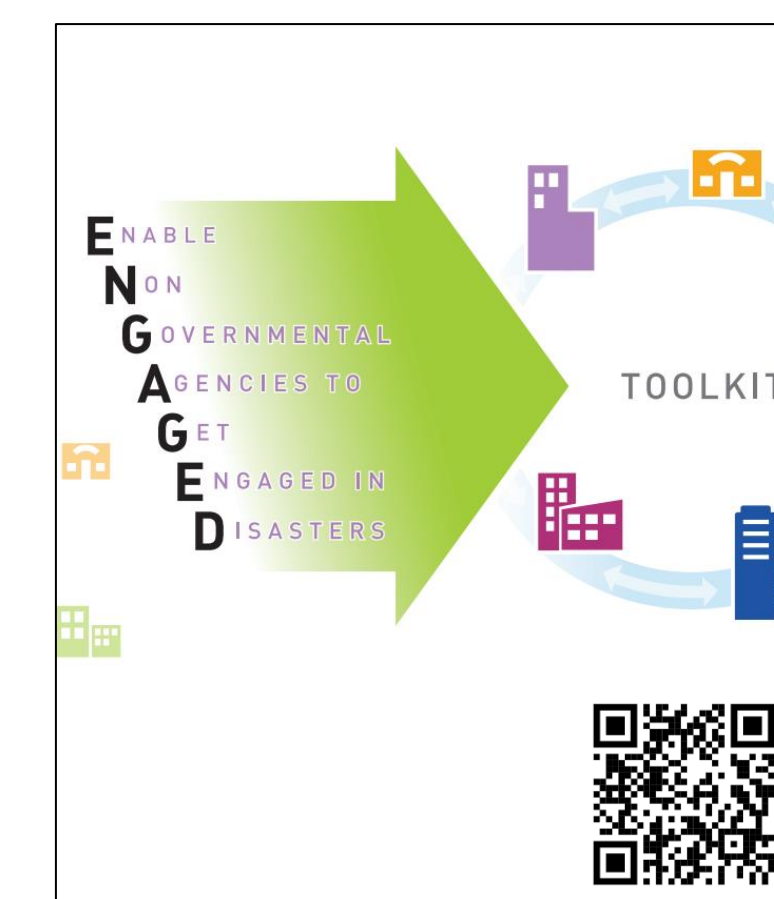 ENABLE
NON
GOVERNMENTAL
AGENCIES TO
GET
ENGAGED IN
DISASTERS
TOOLKIT